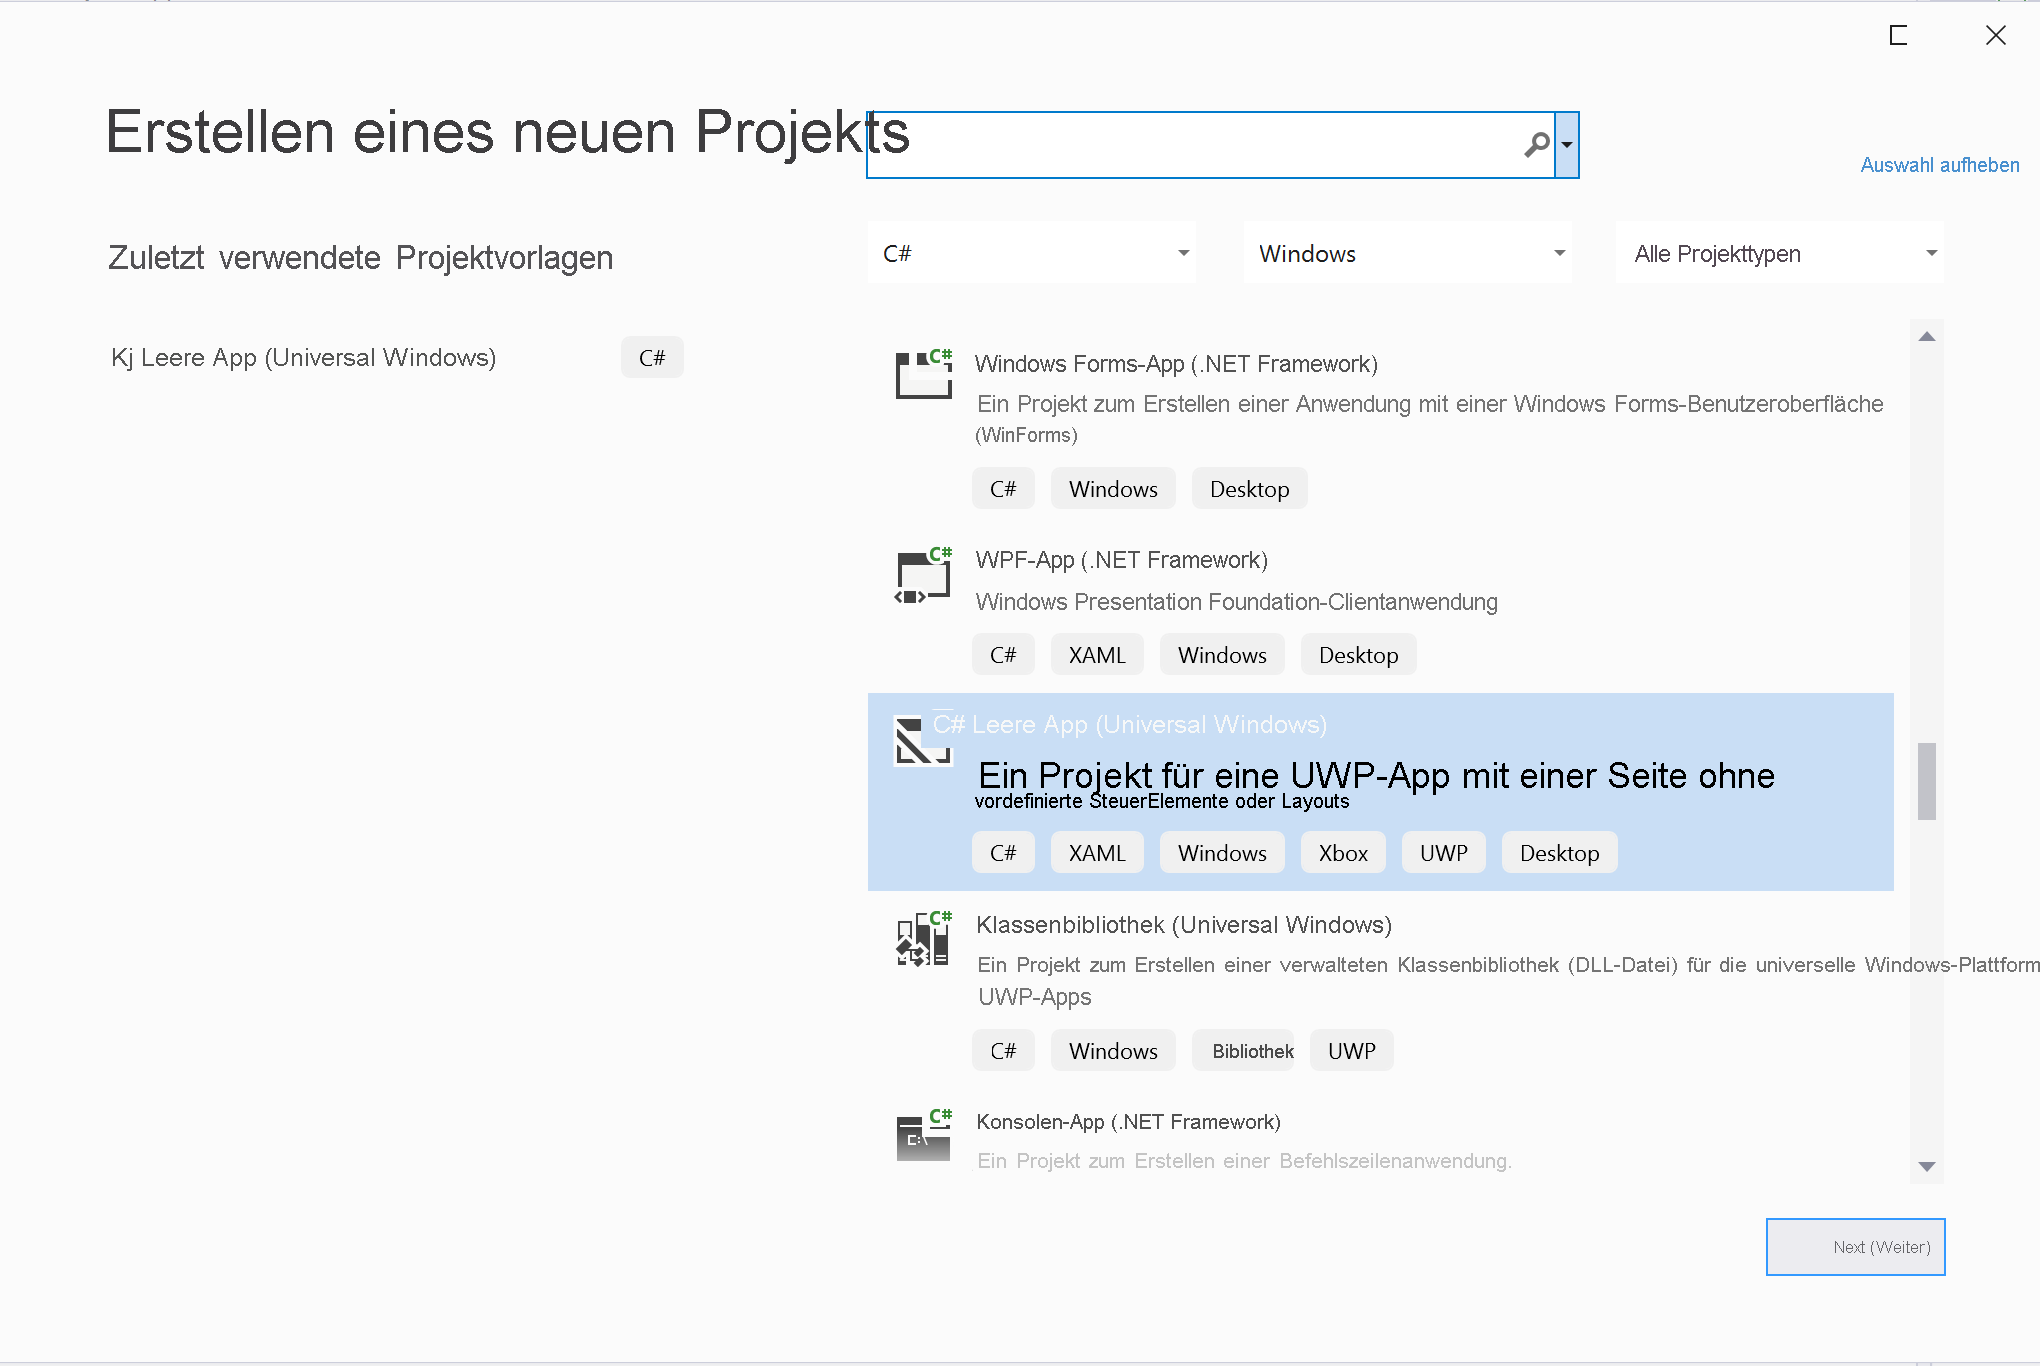 Erstellen eines neuen Projekts
Auswahl aufheben
Zuletzt verwendete Projektvorlagen
C# Windows Alle Projekttypen
Kj Leere App (Universal Windows) C#
C#
Windows Forms-App (.NET Framework)
Ein Projekt zum Erstellen einer Anwendung mit einer Windows Forms-Benutzeroberfläche
(WinForms)
C# Windows Desktop
C#
WPF-App (.NET Framework)
Windows Presentation Foundation-Clientanwendung
C# XAML Windows Desktop
C# Leere App (Universal Windows)
Ein Projekt für eine UWP-App mit einer Seite ohne
vordefinierte SteuerElemente oder Layouts
C# XAML Windows Xbox UWP Desktop
C#
Klassenbibliothek (Universal Windows)
Ein Projekt zum Erstellen einer verwalteten Klassenbibliothek (DLL-Datei) für die universelle Windows-Plattform
UWP-Apps
C# Windows Bibliothek UWP
C#
C:\
Konsolen-App (.NET Framework)
Ein Projekt zum Erstellen einer Befehlszeilenanwendung.
Next (Weiter)